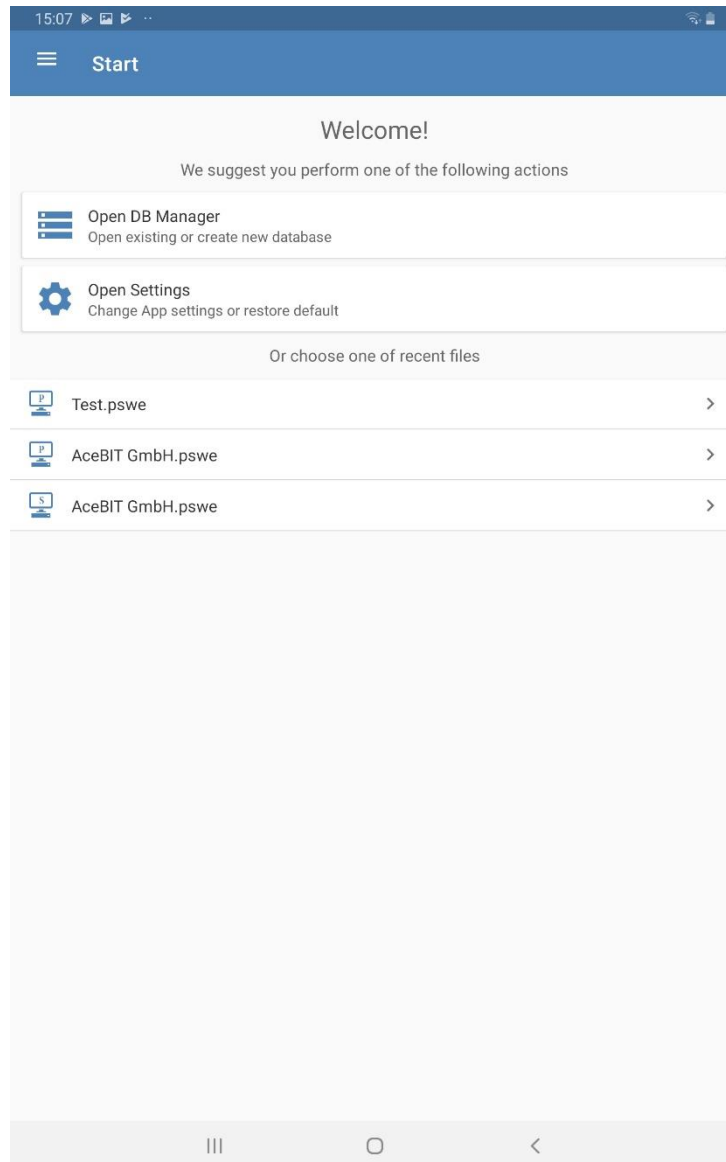 15:07
Start
Welcome!
We suggest you perform one of the following actions
Open DB Manager
Open existing or create new database
Open Settings
Change App settings or restore default
Or choose one of recent files
P
Test.pswe
P
AceBIT GmbH.pswe
S
AceBIT GmbH.pswe